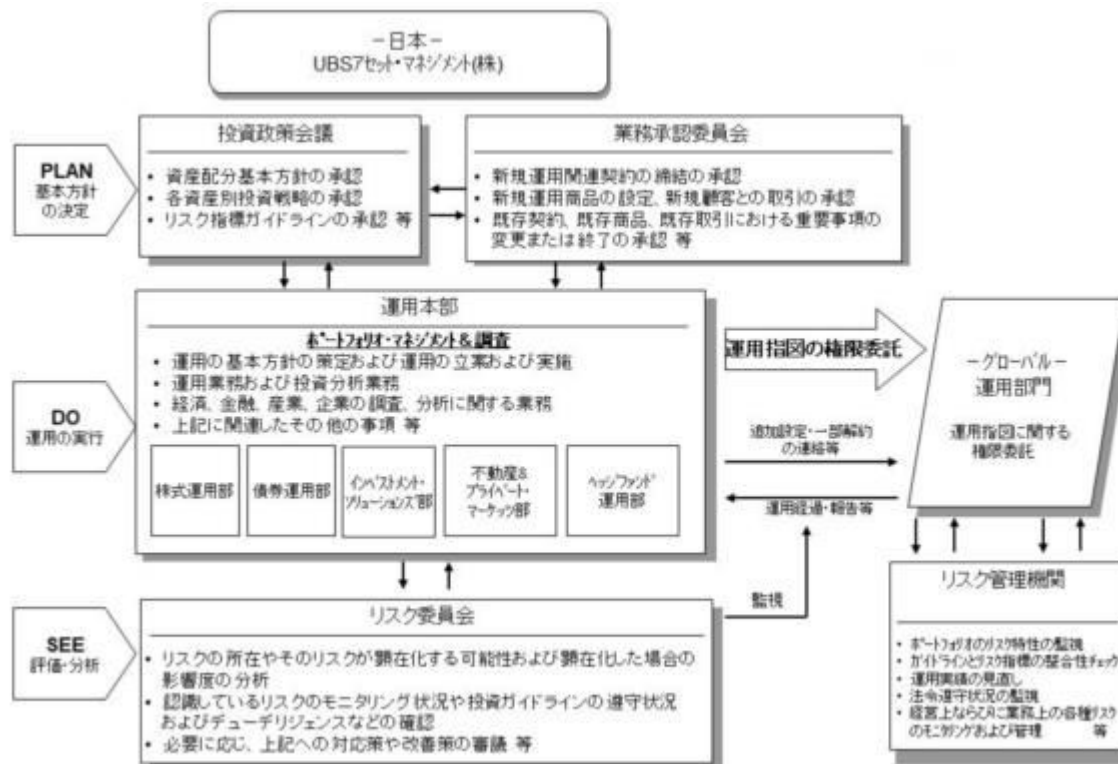 －日本－
UBSアセット・マネジメント(株)
PLAN
基本方針
の決定
投資政策会議
• 資産配分基本方針の承認
• 各資産別投資戦略の承認
• リスク指標ガイドラインの承認 等
業務承認委員会
• 新規運用関連契約の締結の承認
• 新規運用商品の設定、新規顧客との取引の承認
• 既存契約、既存商品、既存取引における重要事項の
変更または終了の承認 等
DO
運用の実行
運用本部
ポートフォリオ・マネジメント＆調査
• 運用の基本方針の策定および運用の立案および実施
• 運用業務および投資分析業務
• 経済、金融、産業、企業の調査、分析に関する業務
• 上記に関連したその他の事項 等
株式運用部
債券運用部
インベストメント・
ソリューションズ部
不動産＆
プライベート・
マーケッツ部
ヘッジファンド
運用部
運用指図の権限委託
追加設定・一部解約
の連絡等
運用経過・報告等
監視
－グローバル－
運用部門
運用指図に関する
権限委託
SEE
評価・分析
リスク委員会
• リスクの所在やそのリスクが顕在化する可能性および顕在化した場合の
影響度の分析
• 認識しているリスクのモニタリング状況や投資ガイドラインの遵守状況
およびデューデリジェンスなどの確認
• 必要に応じ、上記への対応策や改善策の審議 等
リスク管理機関
• ポートフォリオのリスク特性の監視
• ガイドラインとリスク指標の整合性チェック
• 運用実績の見直し
• 法令遵守状況の監視
• 経営上ならびに業務上の各種リスク
のモニタリングおよび管理 等